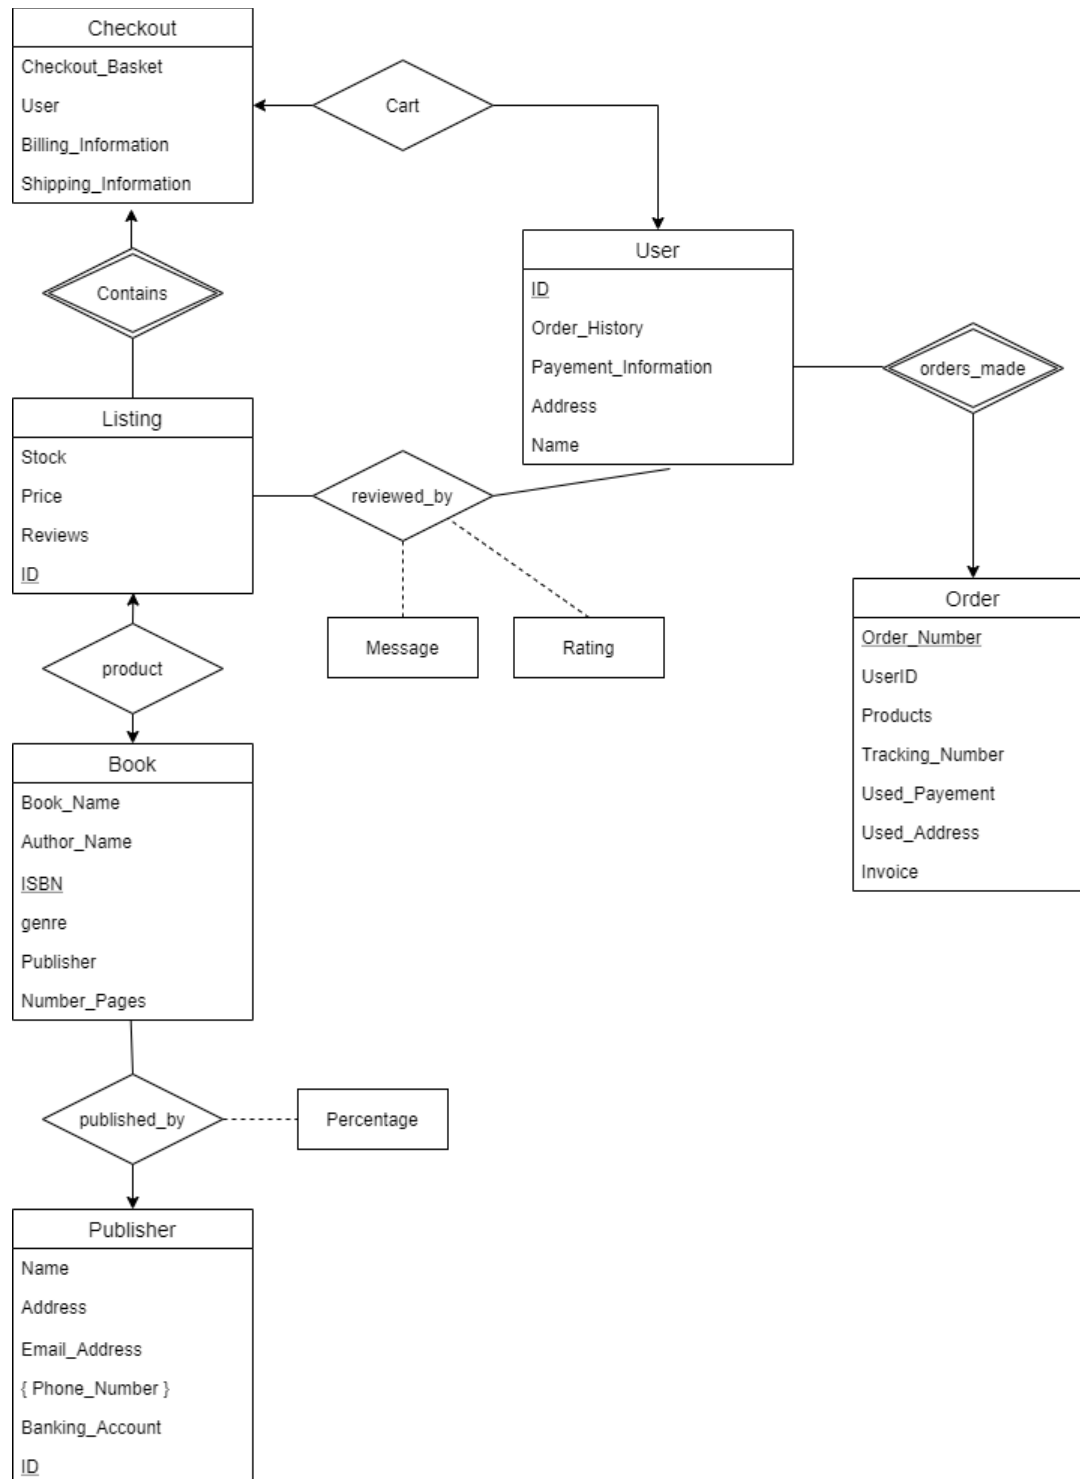 Checkout
Checkout_Basket
User
Billing_Information
Shipping_Information
Cart
Contains
User
ID
Order_History
Payement_Information
Address
Name
orders_made
Listing
Stock
Price
Reviews
ID
reviewed_by
Message
Rating
Order
Order_Number
UserID
Products
Tracking_Number
Used_Payement
Used_Address
Invoice
product
Book
Book_Name
Author_Name
ISBN
genre
Publisher
Number_Pages
published_by
Percentage
Publisher
Name
Address
Email_Address
{ Phone_Number }
Banking_Account
ID